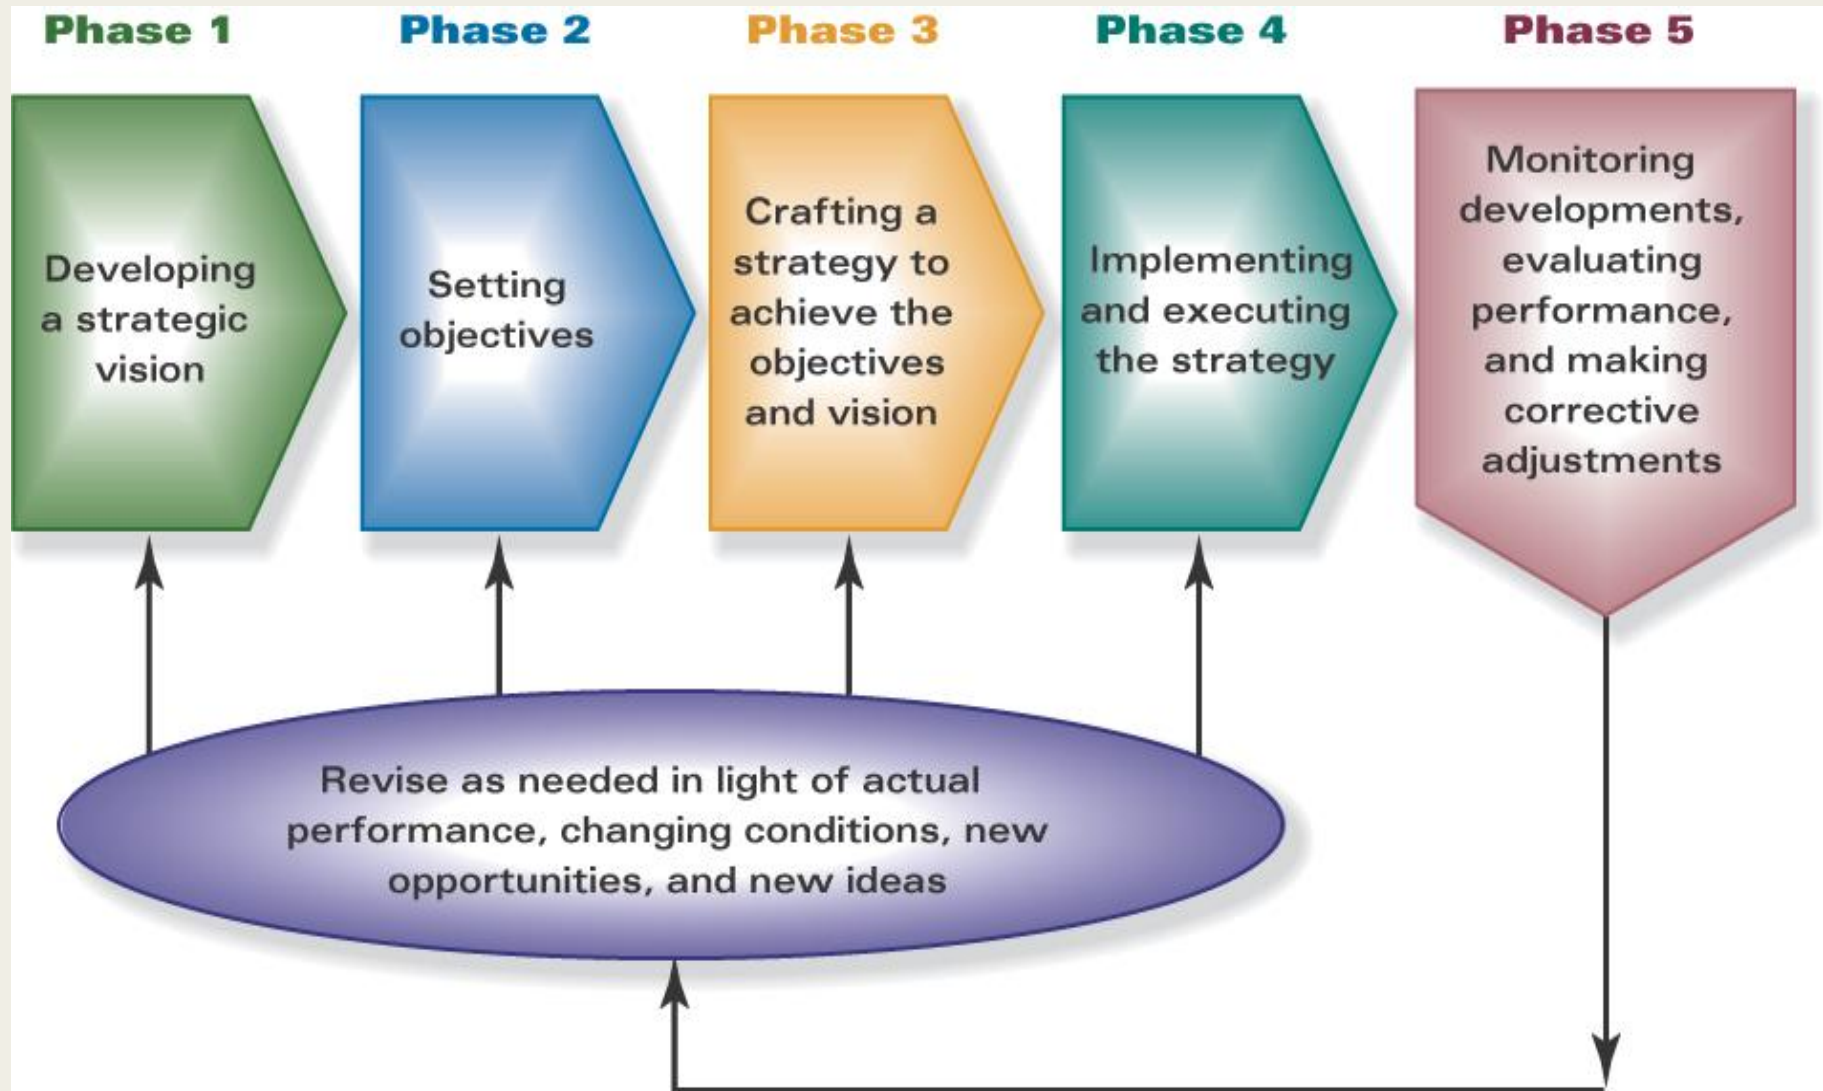 Phase 1
Phase 2
Phase 3
Phase 4
Phase 5
Developing
a strategic
vision
Setting
objectives
Crafting a
strategy to
achieve the
objectives
and vision
Implementing
and executing
the strategy
Monitoring
developments,
evaluating
performance,
and making
corrective
adjustments
Revise as needed in light of actual
performance, changing conditions, new
opportunities, and new ideas